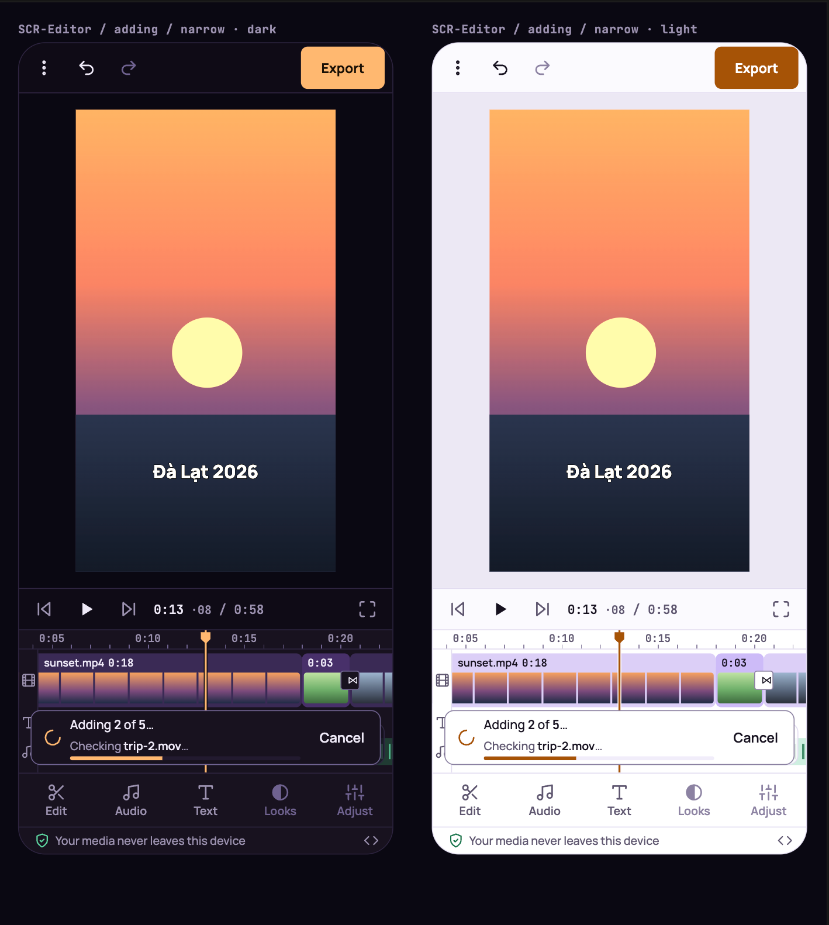 SCR-Editor / adding / narrow · dark
Export
Đà Lạt 2026
0:13 ·08 / 0:58
0:05 0:10 0:15 0:20
sunset.mp4 0:18 0:03
Adding 2 of 5…
Checking trip-2.mov…
Cancel
Edit Audio Text Looks Adjust
Your media never leaves this device
SCR-Editor / adding / narrow · light
Export
Đà Lạt 2026
0:13 ·08 / 0:58
0:05 0:10 0:15 0:20
sunset.mp4 0:18 0:03
Adding 2 of 5…
Checking trip-2.mov…
Cancel
Edit Audio Text Looks Adjust
Your media never leaves this device